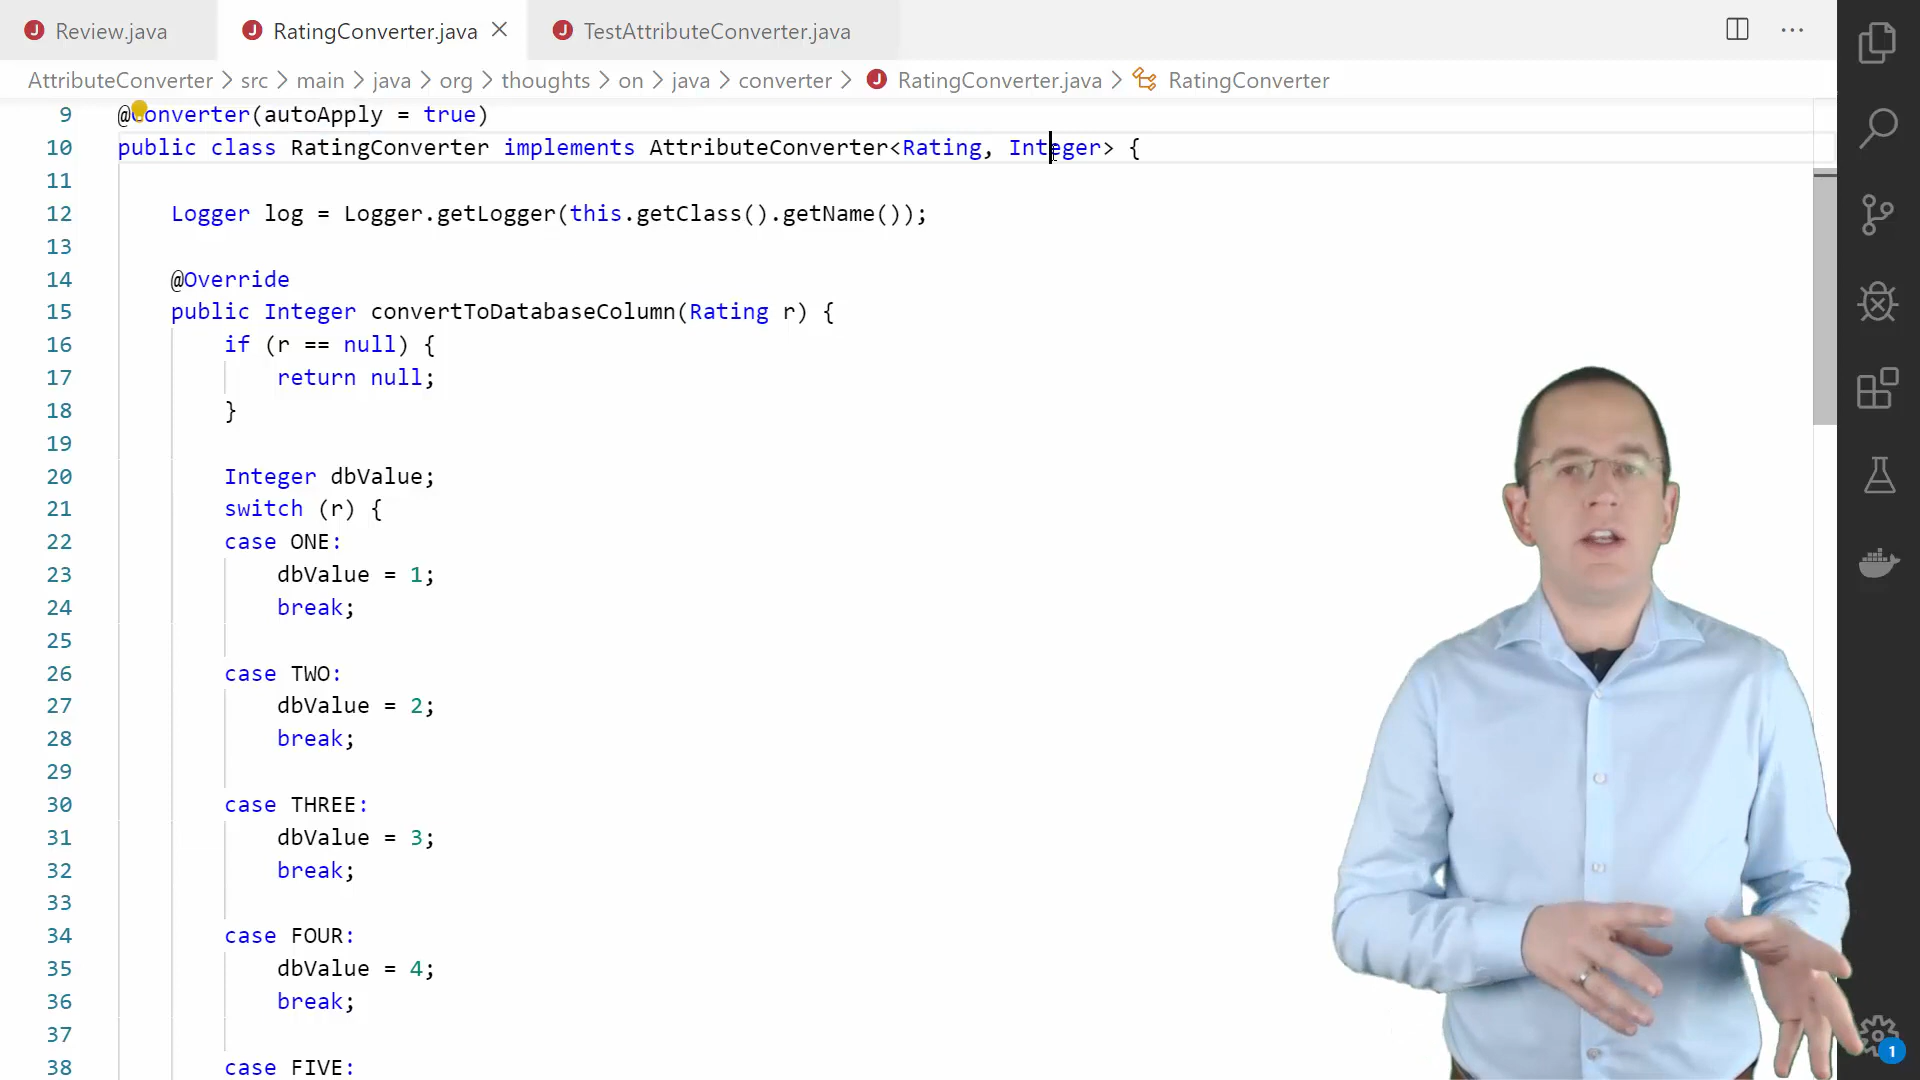 Review.java RatingConverter.java TestAttributeConverter.java
AttributeConverter > src > main > java > org > thoughts > on > java > converter > RatingConverter.java > RatingConverter
9 @Converter(autoApply = true)
10 public class RatingConverter implements AttributeConverter<Rating, Integer> {
11
12 Logger log = Logger.getLogger(this.getClass().getName());
13
14 @Override
15 public Integer convertToDatabaseColumn(Rating r) {
16 if (r == null) {
17 return null;
18 }
19
20 Integer dbValue;
21 switch (r) {
22 case ONE:
23 dbValue = 1;
24 break;
25
26 case TWO:
27 dbValue = 2;
28 break;
29
30 case THREE:
31 dbValue = 3;
32 break;
33
34 case FOUR:
35 dbValue = 4;
36 break;
37
38 case FIVE:
1